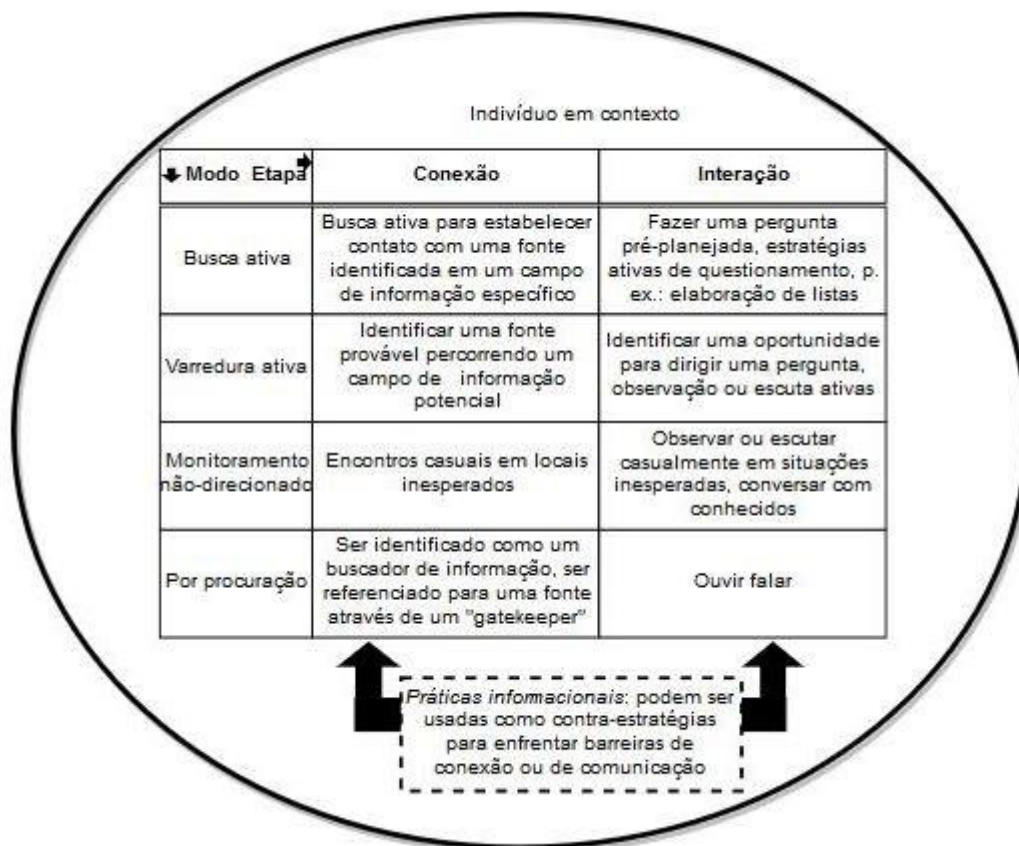 Indivíduo em contexto
Modo Etapa
Conexão
Interação
Busca ativa
Busca ativa para estabelecer
contato com uma fonte
identificada em um campo
de informação específico
Fazer uma pergunta
pré-planejada, estratégias
ativas de questionamento, p.
ex.: elaboração de listas
Varredura ativa
Identificar uma fonte
provável percorrendo um
campo de informação
potencial
Identificar uma oportunidade
para dirigir uma pergunta,
observação ou escuta ativas
Monitoramento
não-direcionado
Encontros casuais em locais
inesperados
Observar ou escutar
casualmente em situações
inesperadas, conversar com
conhecidos
Por procuração
Ser identificado como um
buscador de informação, ser
referenciado para uma fonte
através de um "gatekeeper"
Ouvir falar
Práticas informacionais: podem ser
usadas como contra-estratégias
para enfrentar barreiras de
conexão ou de comunicação